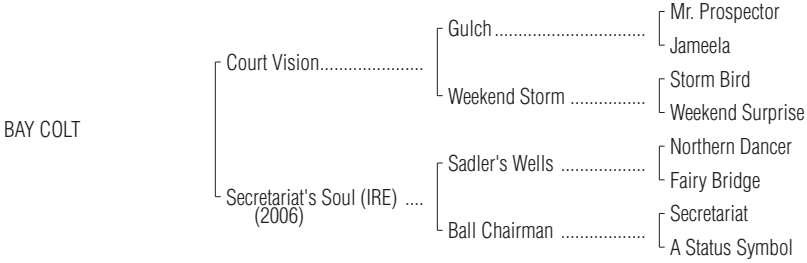 Mr. Prospector
Gulch................................
Jameela
Court Vision......................
Storm Bird
Weekend Storm ................
Weekend Surprise
BAY COLT
Northern Dancer
Sadler's Wells ..................
Fairy Bridge
Secretariat's Soul (IRE) ....
(2006)
Secretariat
Ball Chairman ..................
A Status Symbol